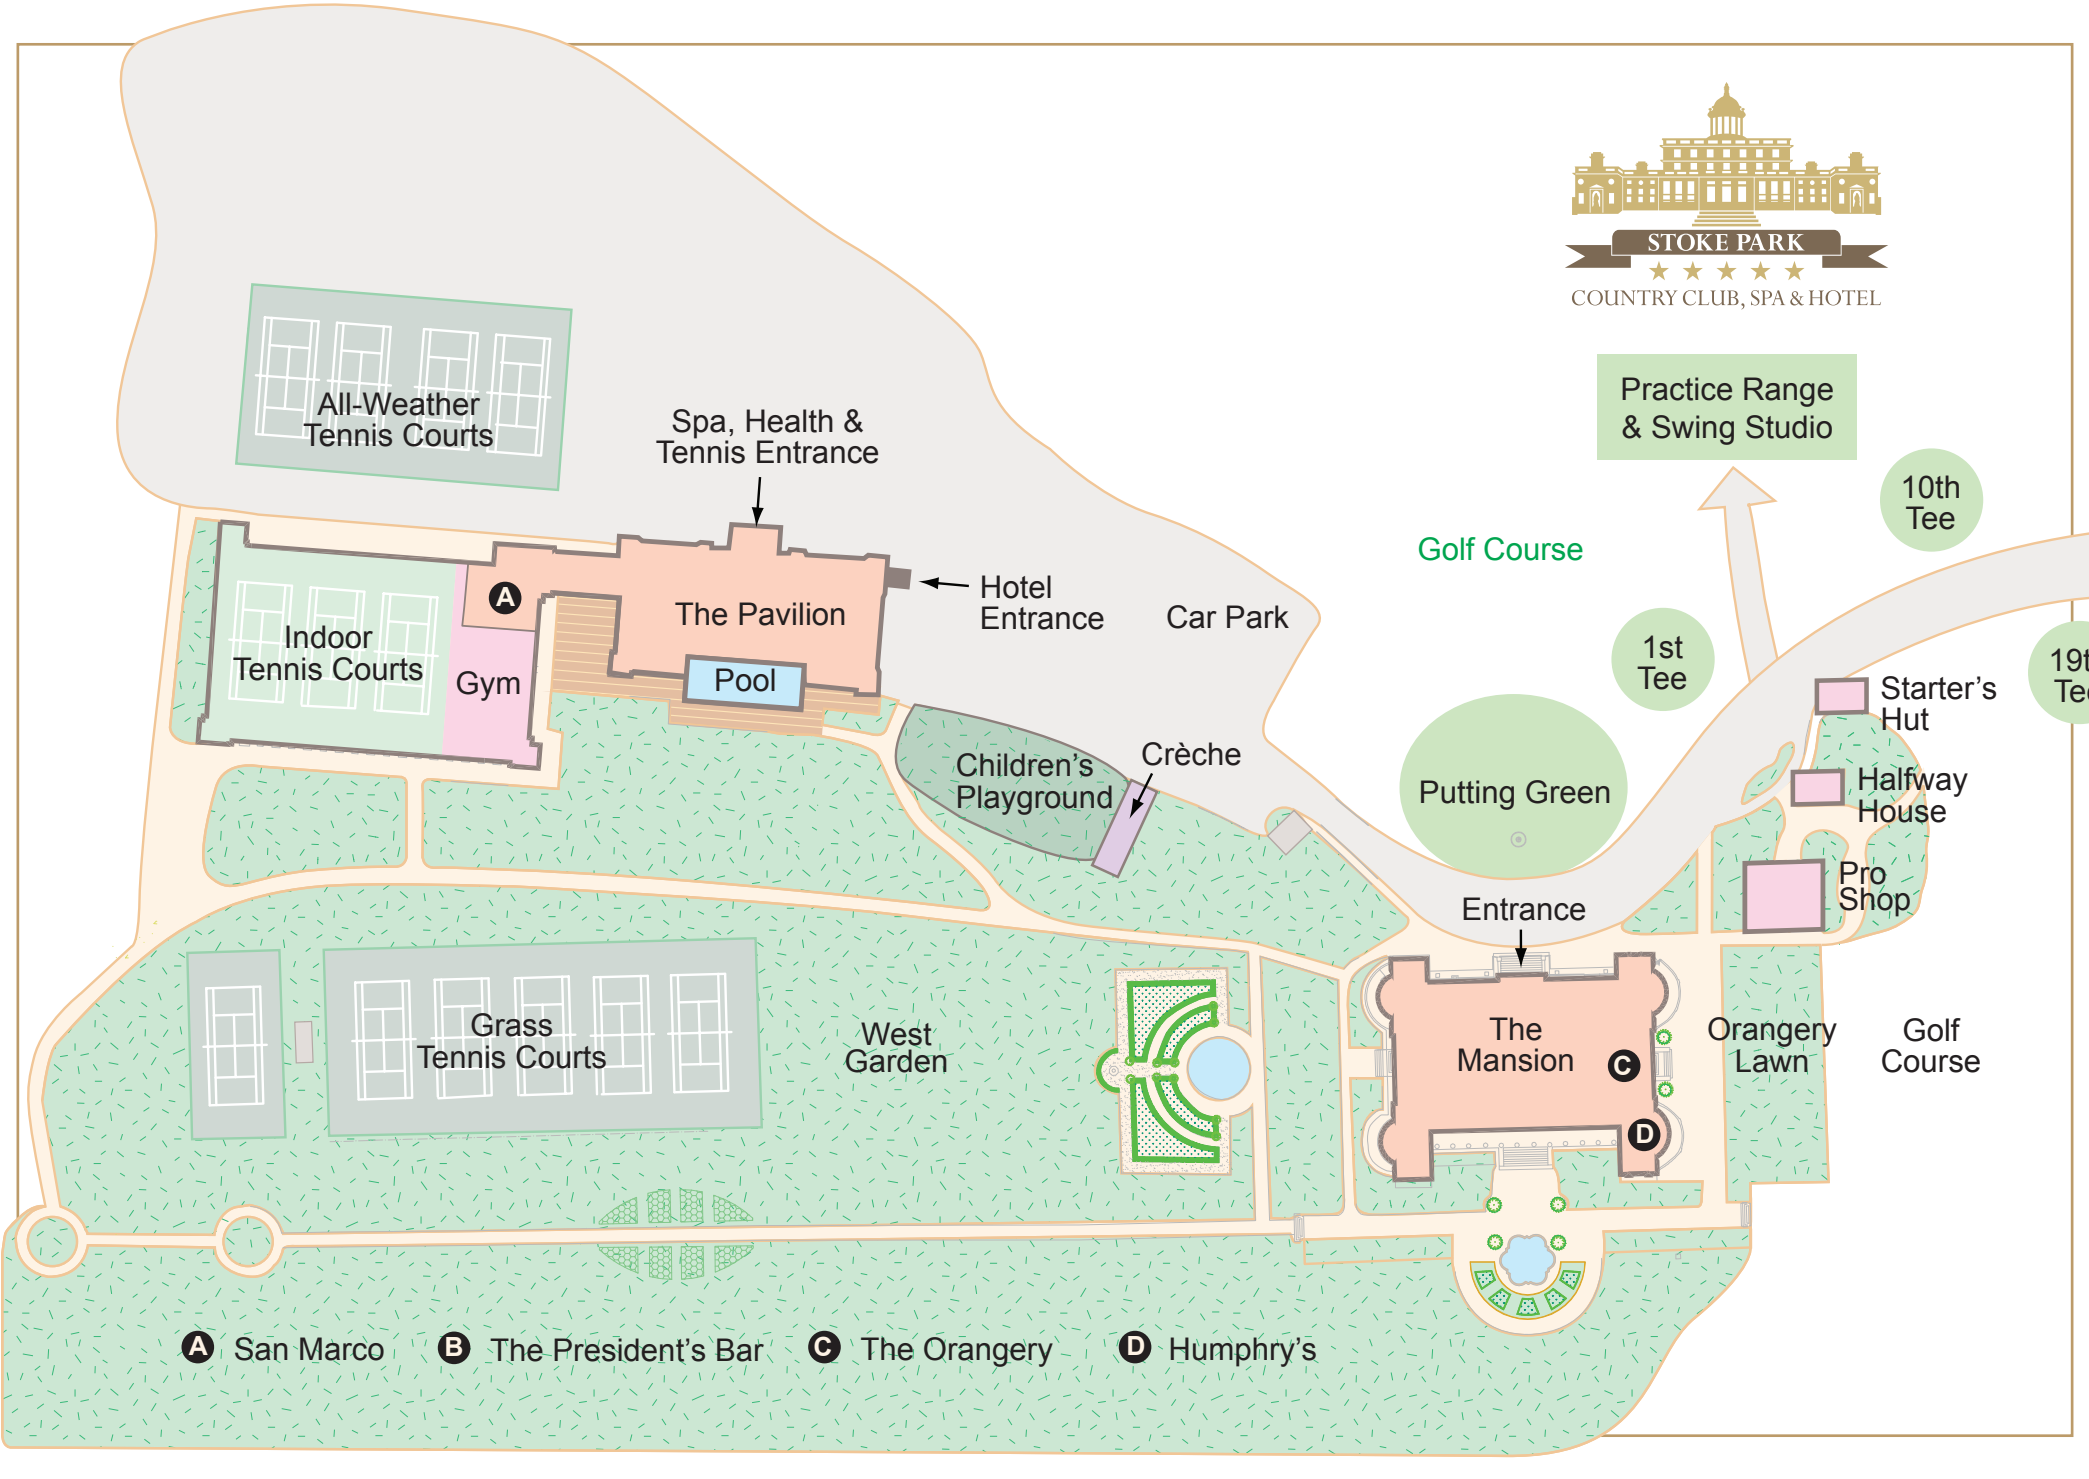 STOKE PARK
COUNTRY CLUB, SPA & HOTEL
Practice Range
& Swing Studio
All-Weather
Tennis Courts
Spa, Health &
Tennis Entrance
10th
Tee
Golf Course
Hotel
Entrance
Car Park
A
The Pavilion
Indoor
Tennis Courts
Gym
Pool
1st
Tee
Starter's
Hut
Crèche
Children's
Playground
Putting Green
Halfway
House
Pro
Shop
Entrance
Grass
Tennis Courts
West
Garden
The
Mansion
C
D
Orangery
Lawn
Golf
Course
A San Marco
B The President's Bar
C The Orangery
D Humphry's